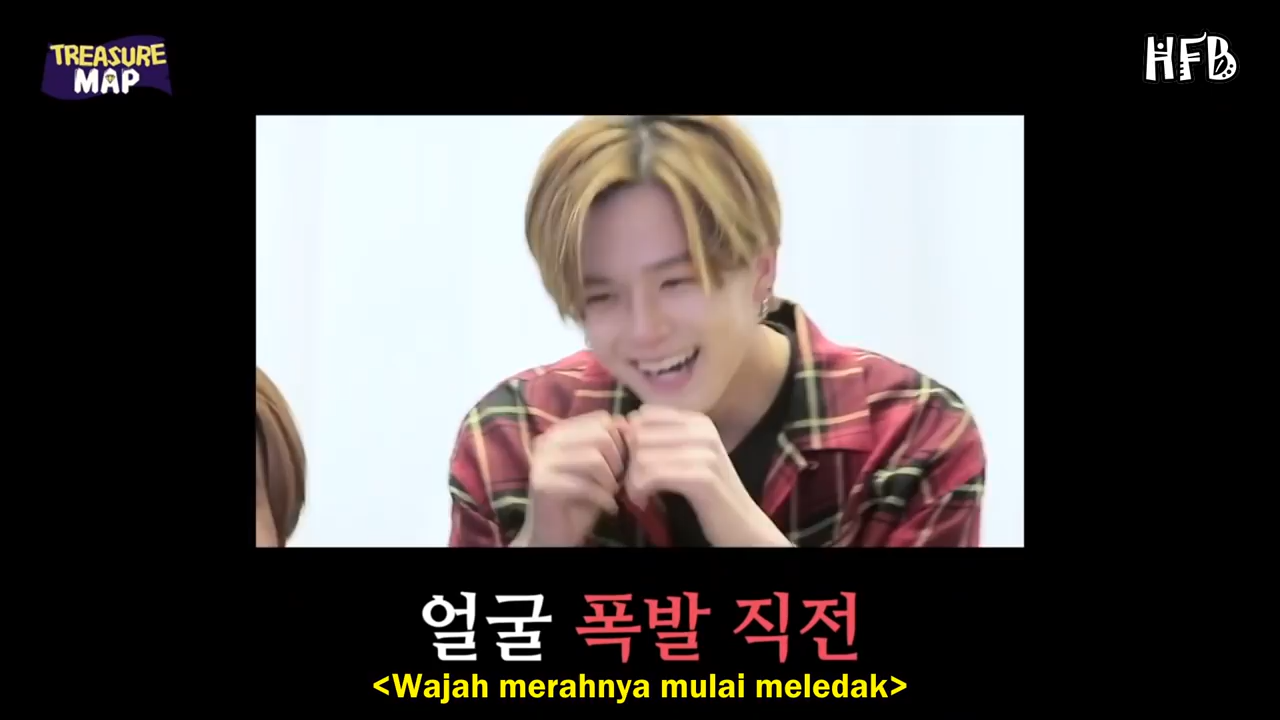 TREASURE
MAP
HFB
얼굴 폭발 직전
<Wajah merahnya mulai meledak>